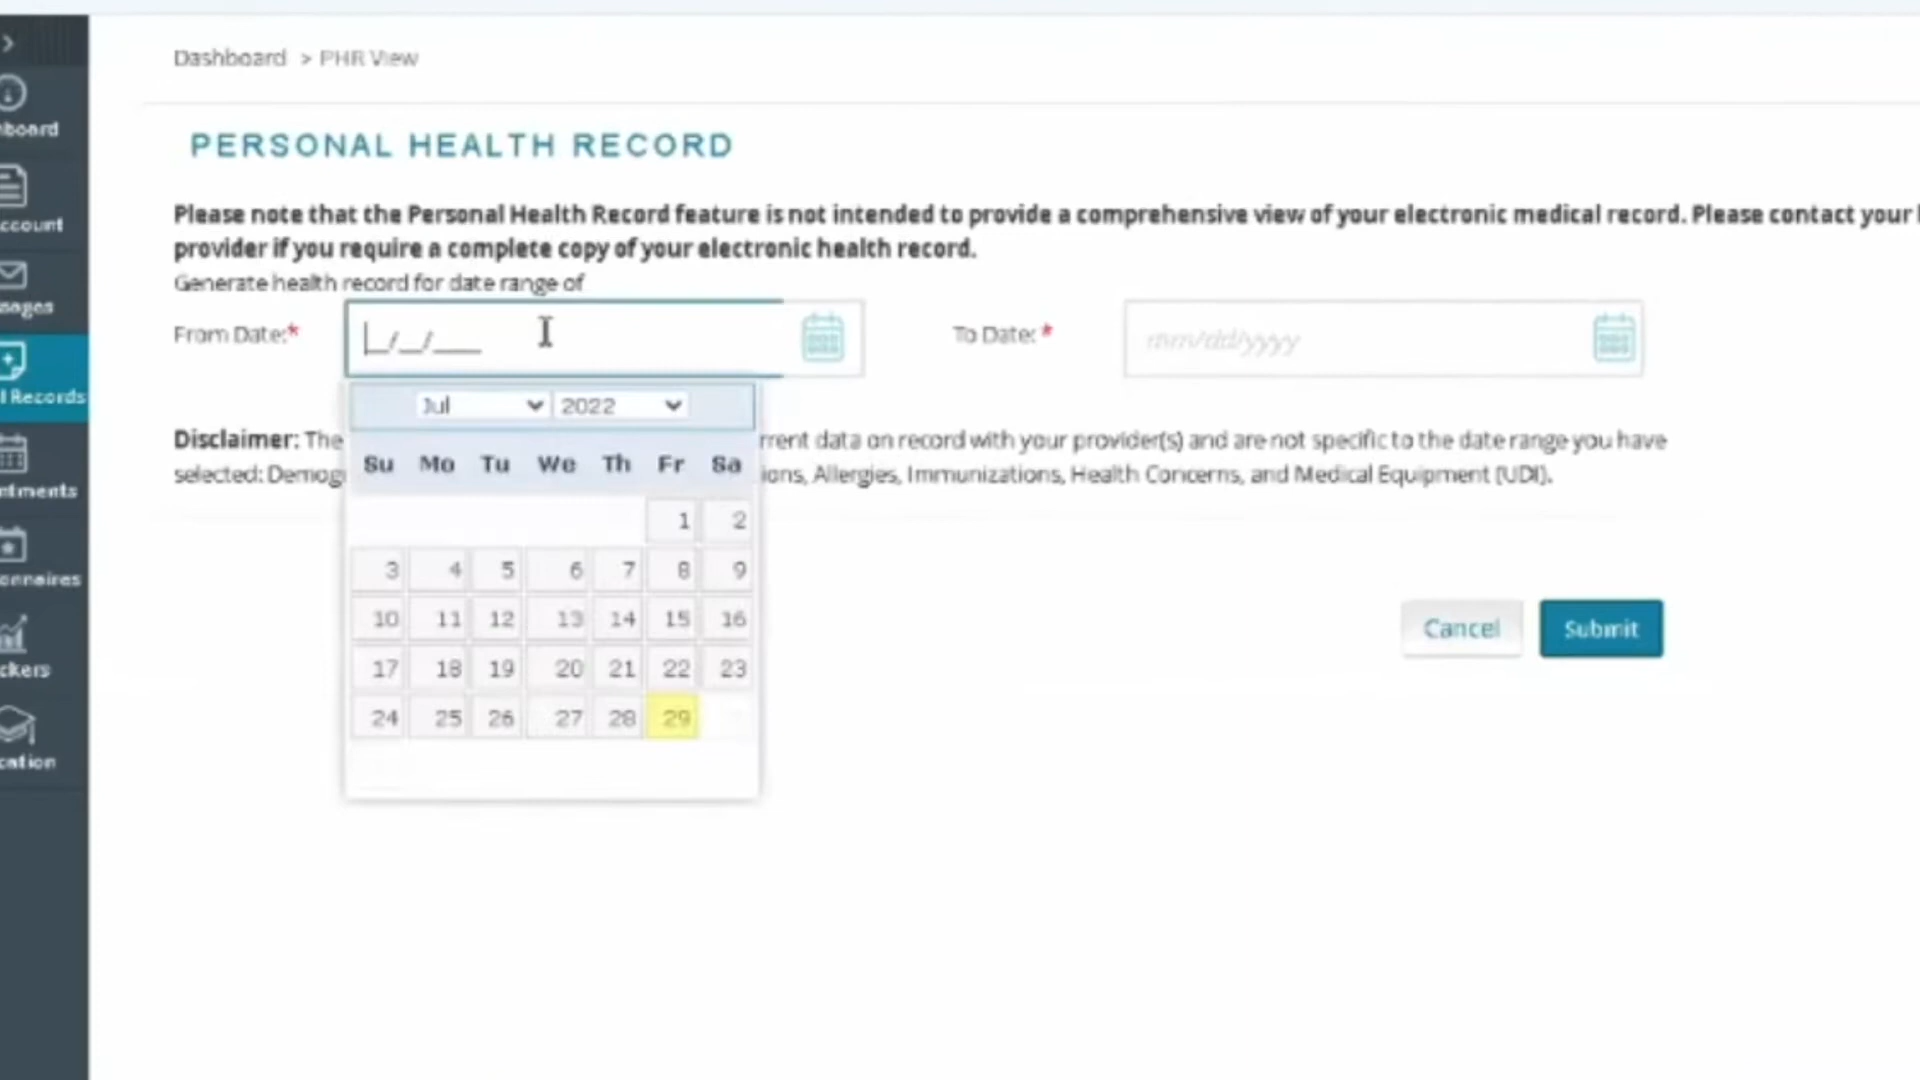 Dashboard > PHR View
PERSONAL HEALTH RECORD
Please note that the Personal Health Record feature is not intended to provide a comprehensive view of your electronic medical record. Please contact your
provider if you require a complete copy of your electronic health record.
Generate health record for date range of
From Date:* __/__/____ To Date: * mm/dd/yyyy
Jul 2022
Disclaimer: The rrent data on record with your provider(s) and are not specific to the date range you have
selected: Demog ions, Allergies, Immunizations, Health Concerns, and Medical Equipment (UDI).
Su Mo Tu We Th Fr Sa
1 2
3 4 5 6 7 8 9
10 11 12 13 14 15 16
17 18 19 20 21 22 23
24 25 26 27 28 29
Cancel Submit
board
ccount
ages
l Records
ntments
onnaires
ckers
cation